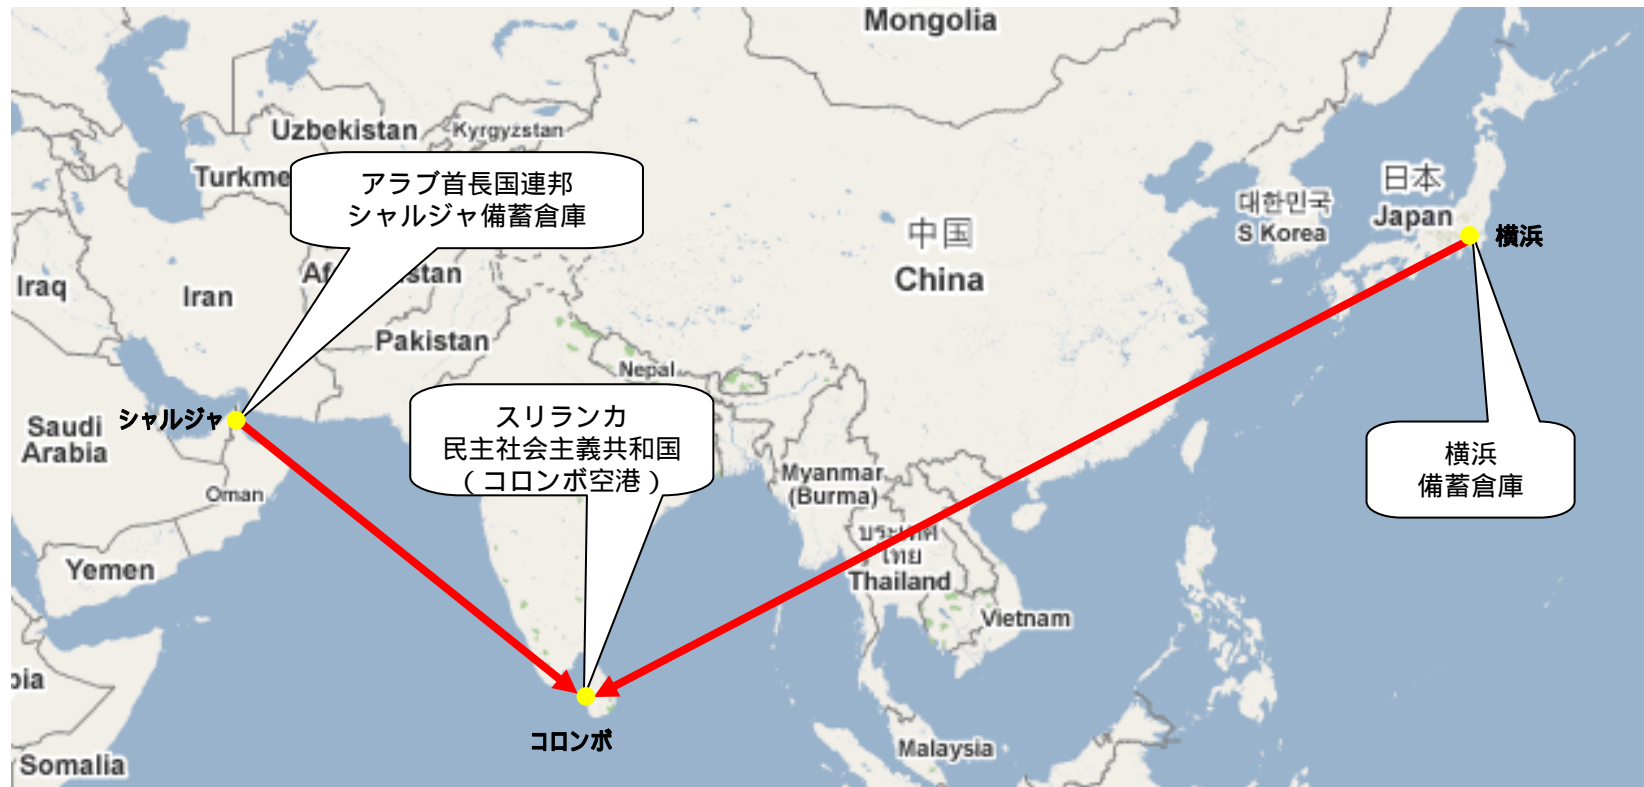 Mongolia
Uzbekistan
Kyrgyzstan
Turkme
アラブ首長国連邦
シャルジャ備蓄倉庫
日本
Japan
대한민국
S Korea
横浜
中国
China
Iraq
Iran
Af
stan
Pakistan
Nepal
シャルジャ
Saudi
Arabia
スリランカ
民主社会主義共和国
(コロンボ空港)
横浜
備蓄倉庫
Myanmar
(Burma)
Oman
Yemen
ไทย
Thailand
Vietnam
コロンボ
Malaysia
bia
Somalia